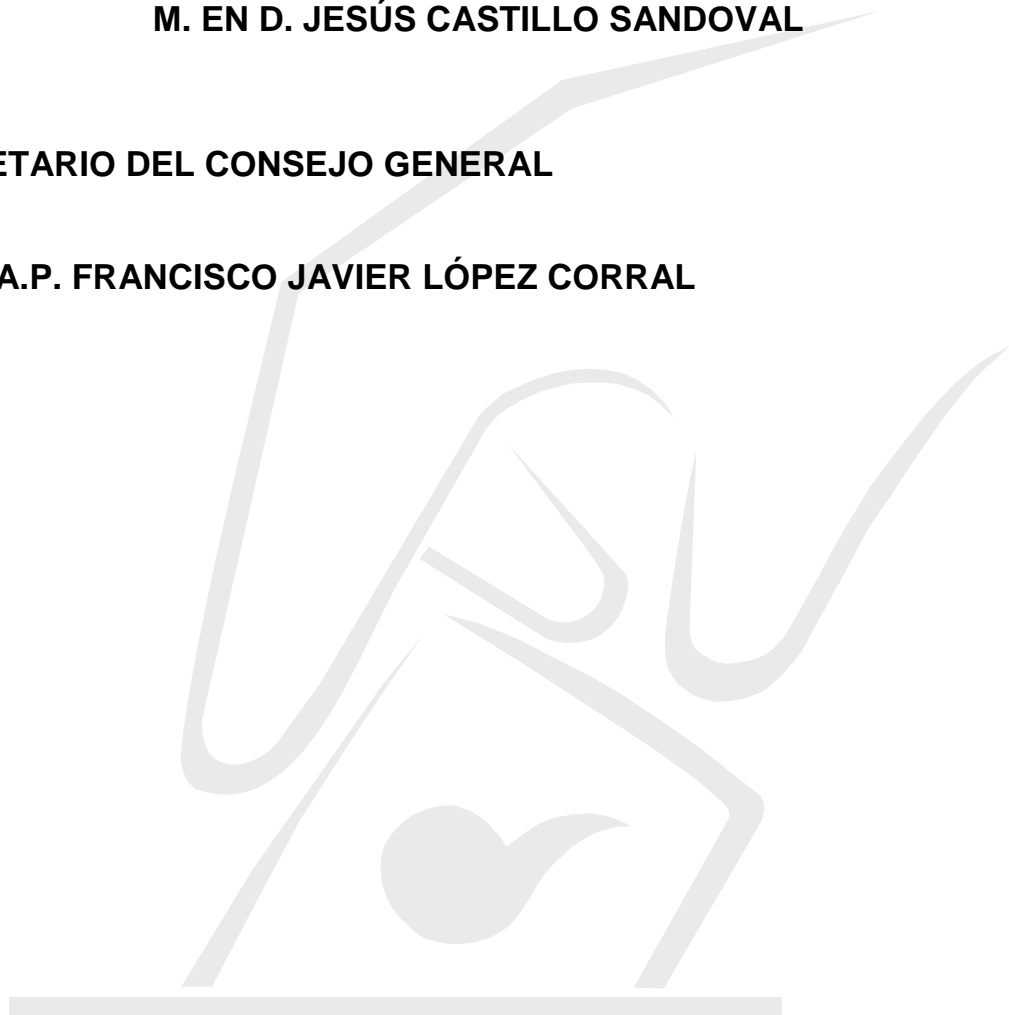 M. EN D. JESÚS CASTILLO SANDOVAL
ETARIO DEL CONSEJO GENERAL
A.P. FRANCISCO JAVIER LÓPEZ CORRAL